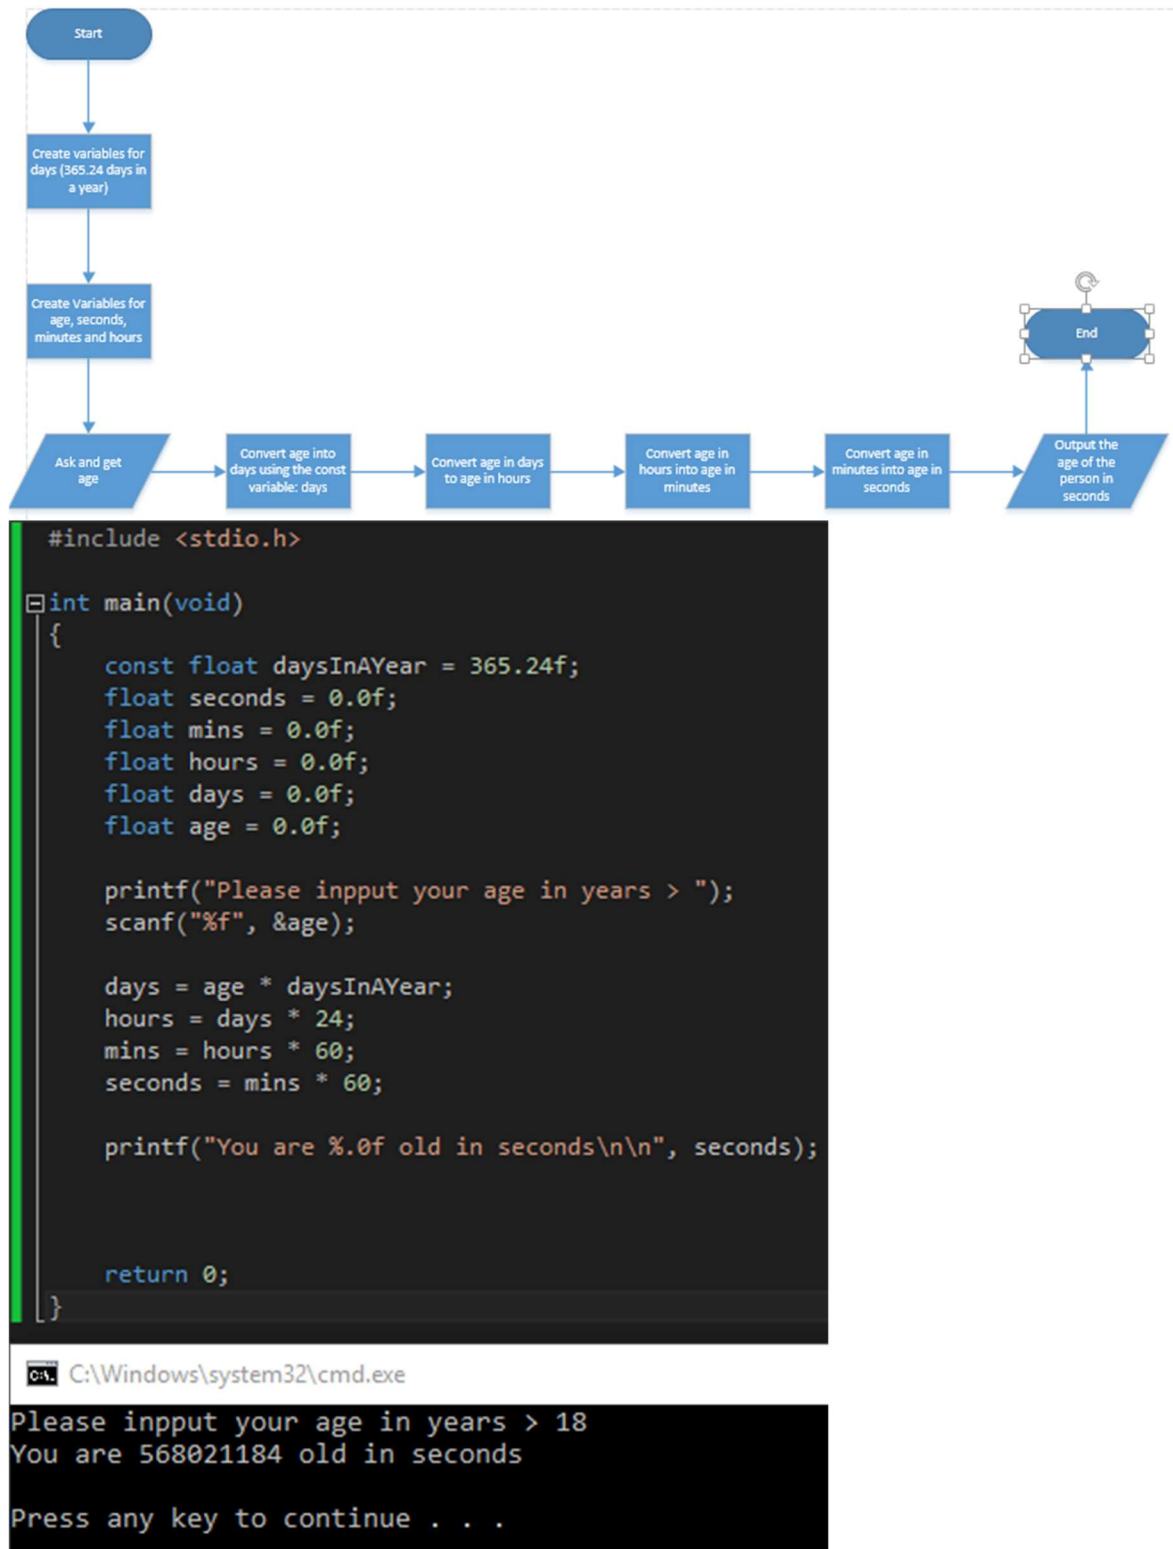 Start
Create variables for
days (365.24 days in
a year)
Create Variables for
age, seconds,
minutes and hours
Ask and get
age
Convert age into
days using the const
variable: days
Convert age in days
to age in hours
Convert age in
hours into age in
minutes
Convert age in
minutes into age in
seconds
Output the
age of the
person in
seconds
End
#include <stdio.h>
int main(void)
{
const float daysInAYear = 365.24f;
float seconds = 0.0f;
float mins = 0.0f;
float hours = 0.0f;
float days = 0.0f;
float age = 0.0f;
printf("Please inpput your age in years > ");
scanf("%f", &age);
days = age * daysInAYear;
hours = days * 24;
mins = hours * 60;
seconds = mins * 60;
printf("You are %.0f old in seconds\n\n", seconds);
return 0;
}
C:\Windows\system32\cmd.exe
Please inpput your age in years > 18
You are 568021184 old in seconds
Press any key to continue . . .